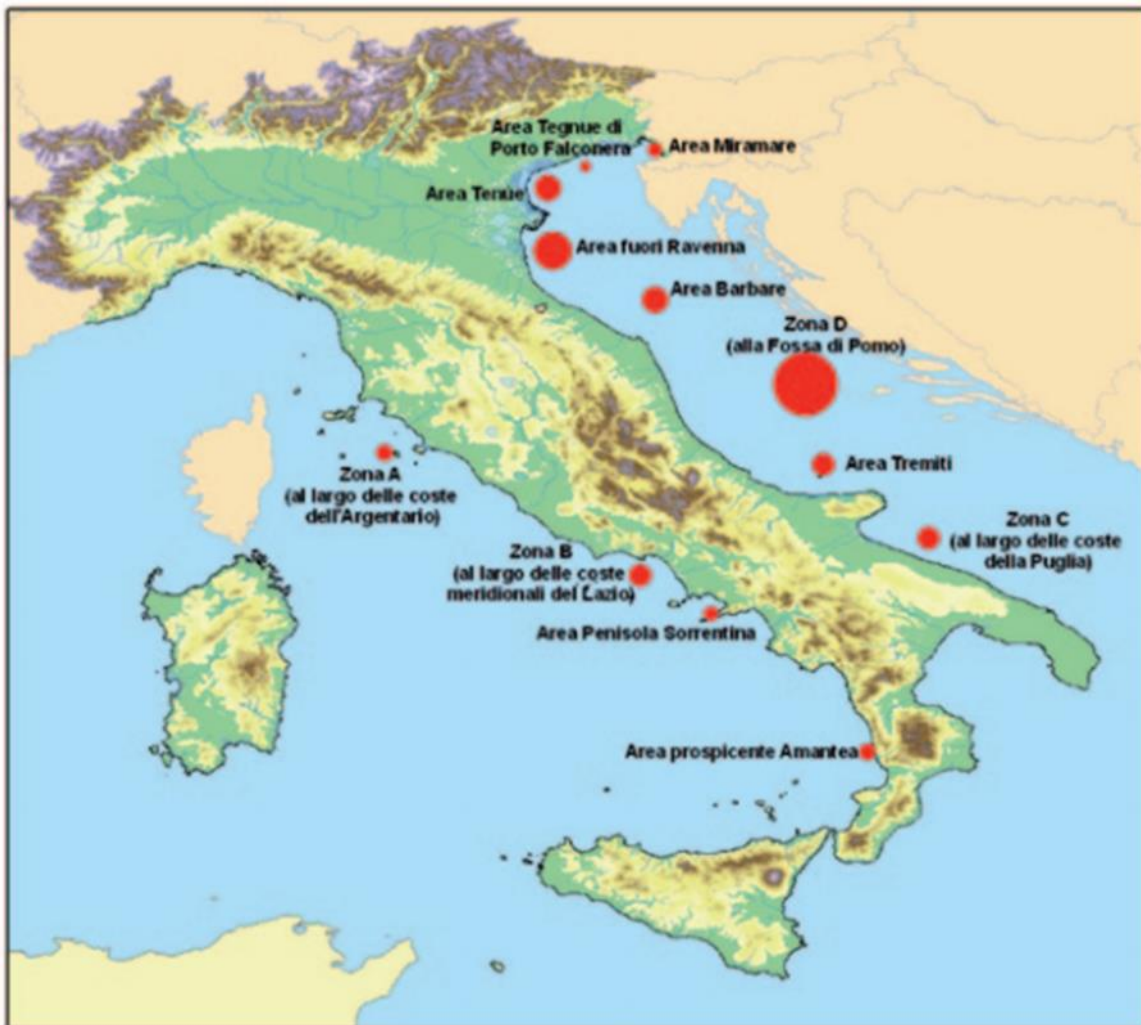 Area Tegnue di
Porto Falconera
Area Miramare
Area Tenue
Area fuori Ravenna
Area Barbare
Zona D
(alla Fossa di Pomo)
Area Tremiti
Zona A
(al largo delle coste
dell'Argentario)
Zona C
(al largo delle coste
della Puglia)
Zona B
(al largo delle coste
meridionali del Lazio)
Area Penisola Sorrentina
Area prospicente Amantea